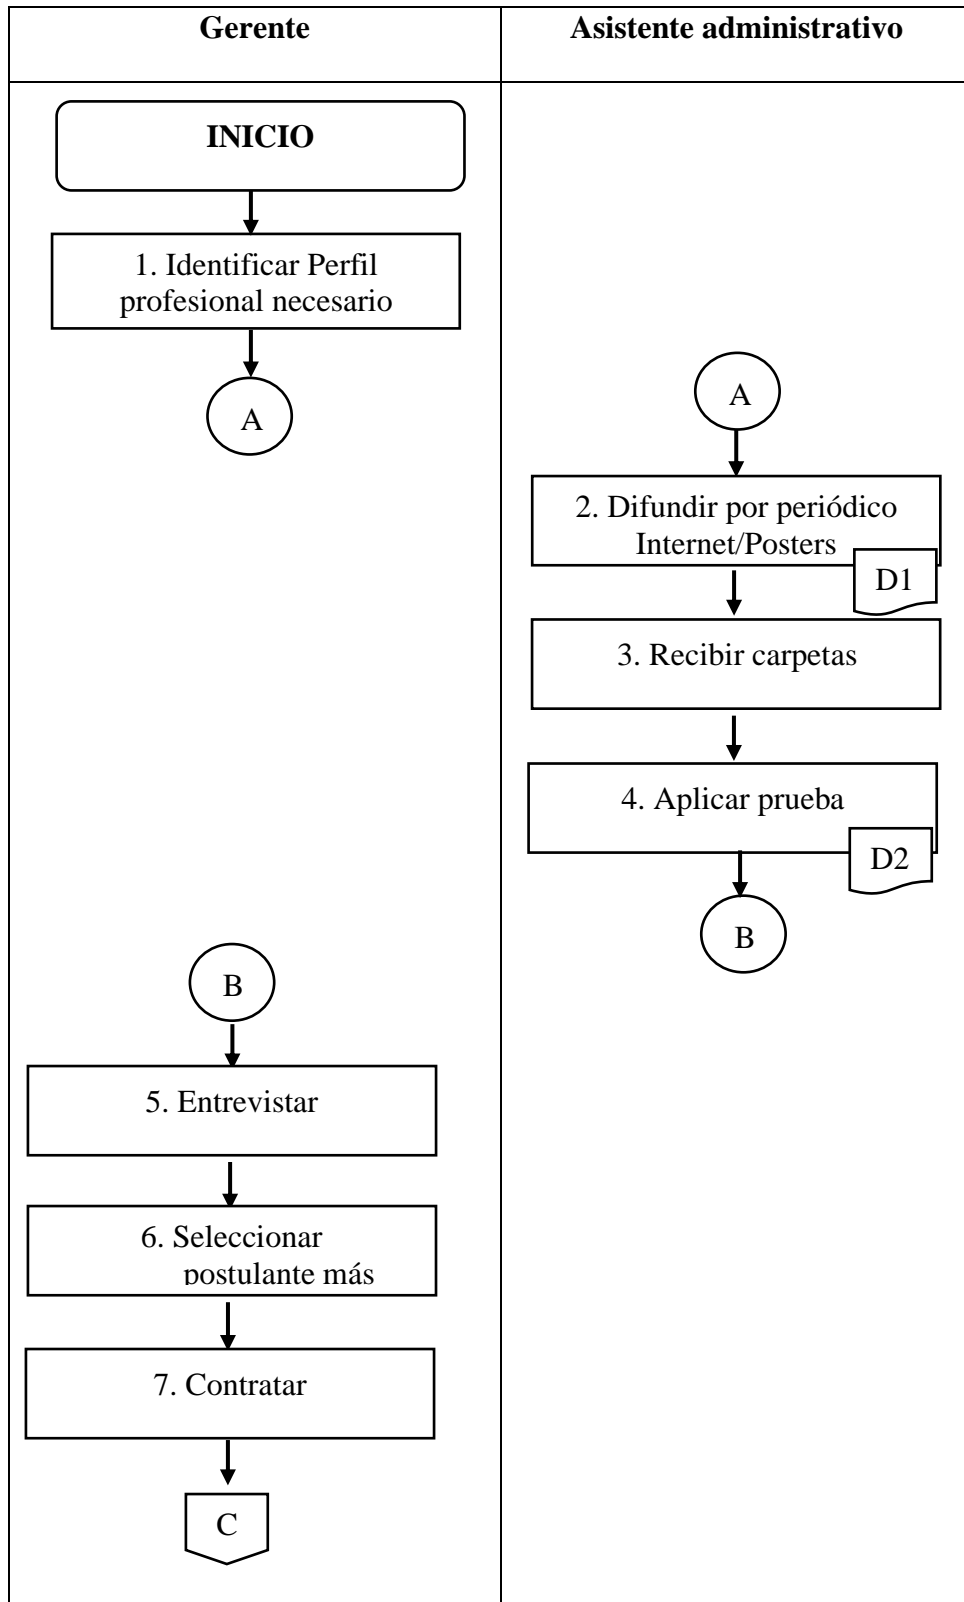 Gerente
Asistente administrativo
INICIO
1. Identificar Perfil
profesional necesario
A
A
2. Difundir por periódico
Internet/Posters
D1
3. Recibir carpetas
4. Aplicar prueba
D2
B
B
5. Entrevistar
6. Seleccionar
postulante más
7. Contratar
C